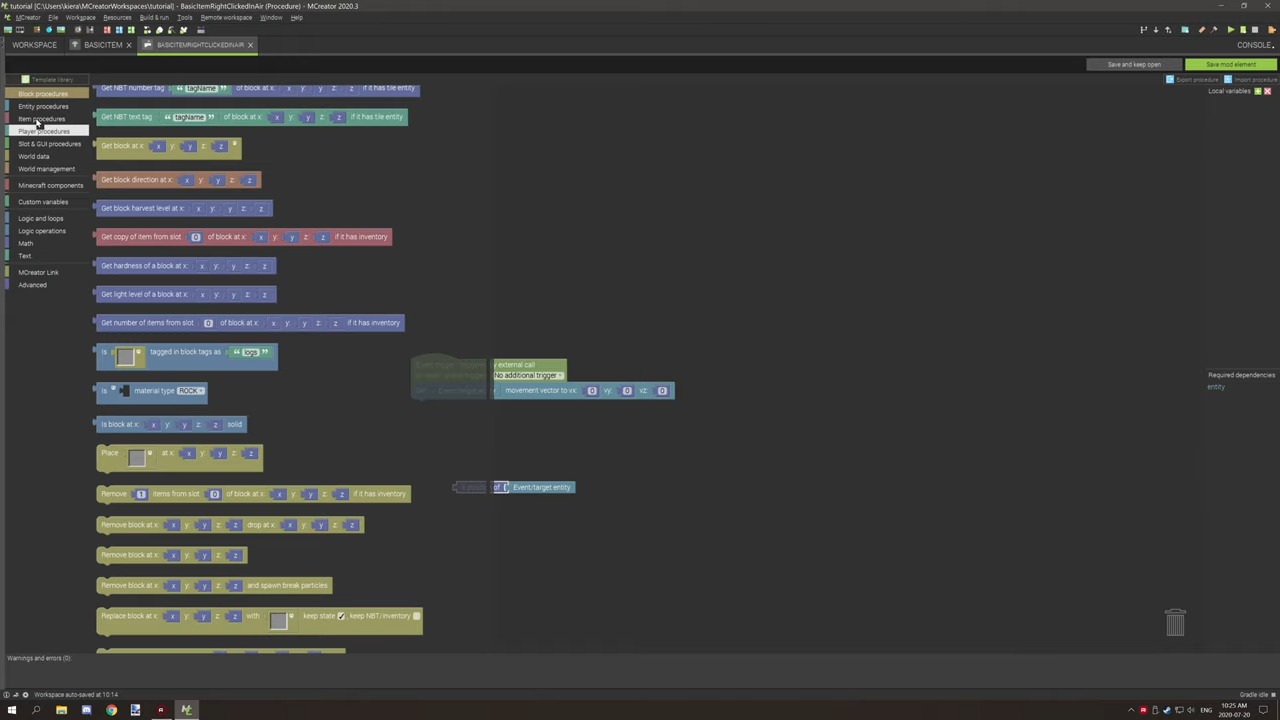 tutorial [C:\Users\kiera\MCreatorWorkspaces\tutorial] - BasicItemRightClickedInAir (Procedure) - MCreator 2020.3
MCreator File Workspace Resources Build & run Tools Remote workspace Window Help
WORKSPACE BASICITEM × BASICITEMRIGHTCLICKEDINAIR × CONSOLE
Save and keep open Save mod element
Template library Export procedure Import procedure
Block procedures
Entity procedures
Item procedures
Player procedures
Slot & GUI procedures
World data
World management
Minecraft components
Custom variables
Logic and loops
Logic operations
Math
Text
MCreator Link
Advanced
Get NBT number tag “ tagName ” of block at x: x y: y z: z if it has tile entity
Get NBT text tag “ tagName ” of block at x: x y: y z: z if it has tile entity
Get block at x: x y: y z: z
Get block direction at x: x y: y z: z
Get block harvest level at x: x y: y z: z
Get copy of item from slot 0 of block at x: x y: y z: z if it has inventory
Get hardness of a block at x: x y: y z: z
Get light level of a block at x: x y: y z: z
Get number of items from slot 0 of block at x: x y: y z: z if it has inventory
Is tagged in block tags as “ logs ”
Is material type ROCK
Is block at x: x y: y z: z solid
Place at x: x y: y z: z
Remove 1 items from slot 0 of block at x: x y: y z: z if it has inventory
Remove block at x: x y: y z: z drop at x: x y: y z: z
Remove block at x: x y: y z: z
Remove block at x: x y: y z: z and spawn break particles
Replace block at x: x y: y z: z with keep state , keep NBT/inventory
y external call
No additional trigger
movement vector to vx: 0 vy: 0 vz: 0
of Event/target entity
Local variables
Required dependencies
entity
Warnings and errors (0):
Workspace auto-saved at 10:14 Gradle idle
ENG 10:25 AM
2020-07-20